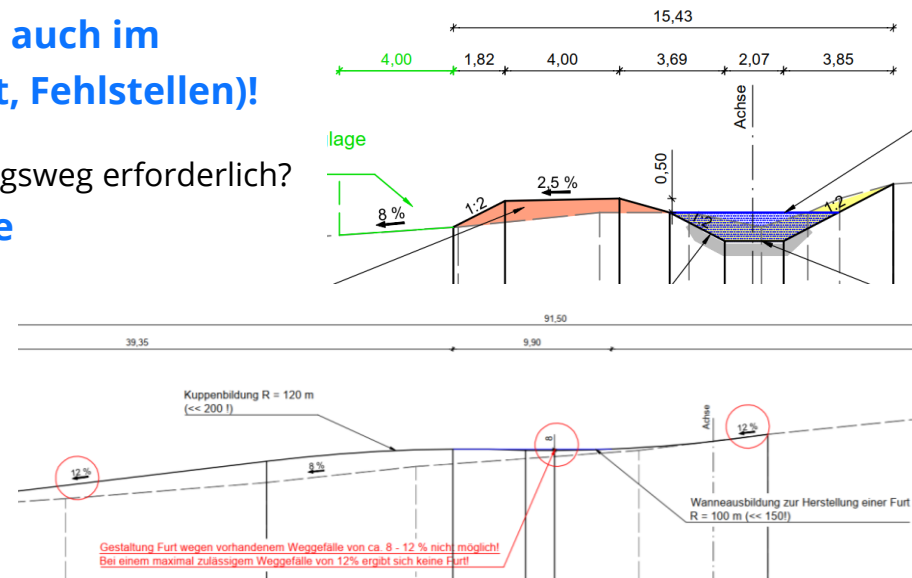 auch im
t, Fehlstellen)!
gsweg erforderlich?
e
15,43
4,00 1,82 4,00 3,69 2,07 3,85
Achse
lage
0,50
2,5 %
1:2
8 %
1:2
1:2
91,50
39,35 9,90
Kuppenbildung R = 120 m
(<< 200 !)
Achse
12 %
8
12 %
8 %
Wanneausbildung zur Herstellung einer Furt
R = 100 m (<< 150!)
Gestaltung Furt wegen vorhandenem Weggefälle von ca. 8 - 12 % nicht möglich!
Bei einem maximal zulässigem Weggefälle von 12% ergibt sich keine Furt!